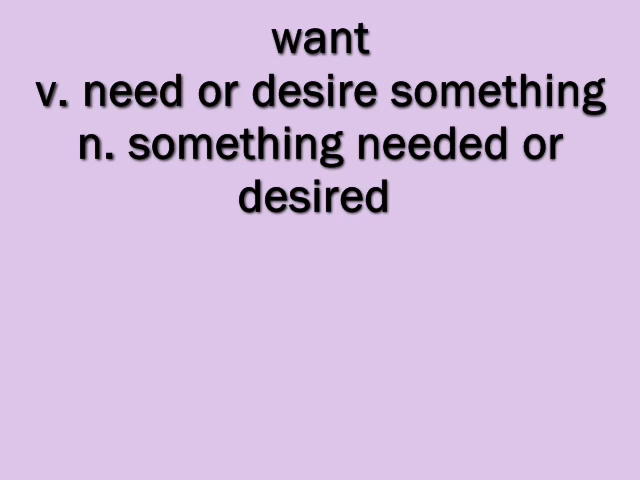 want
v. need or desire something
n. something needed or
desired